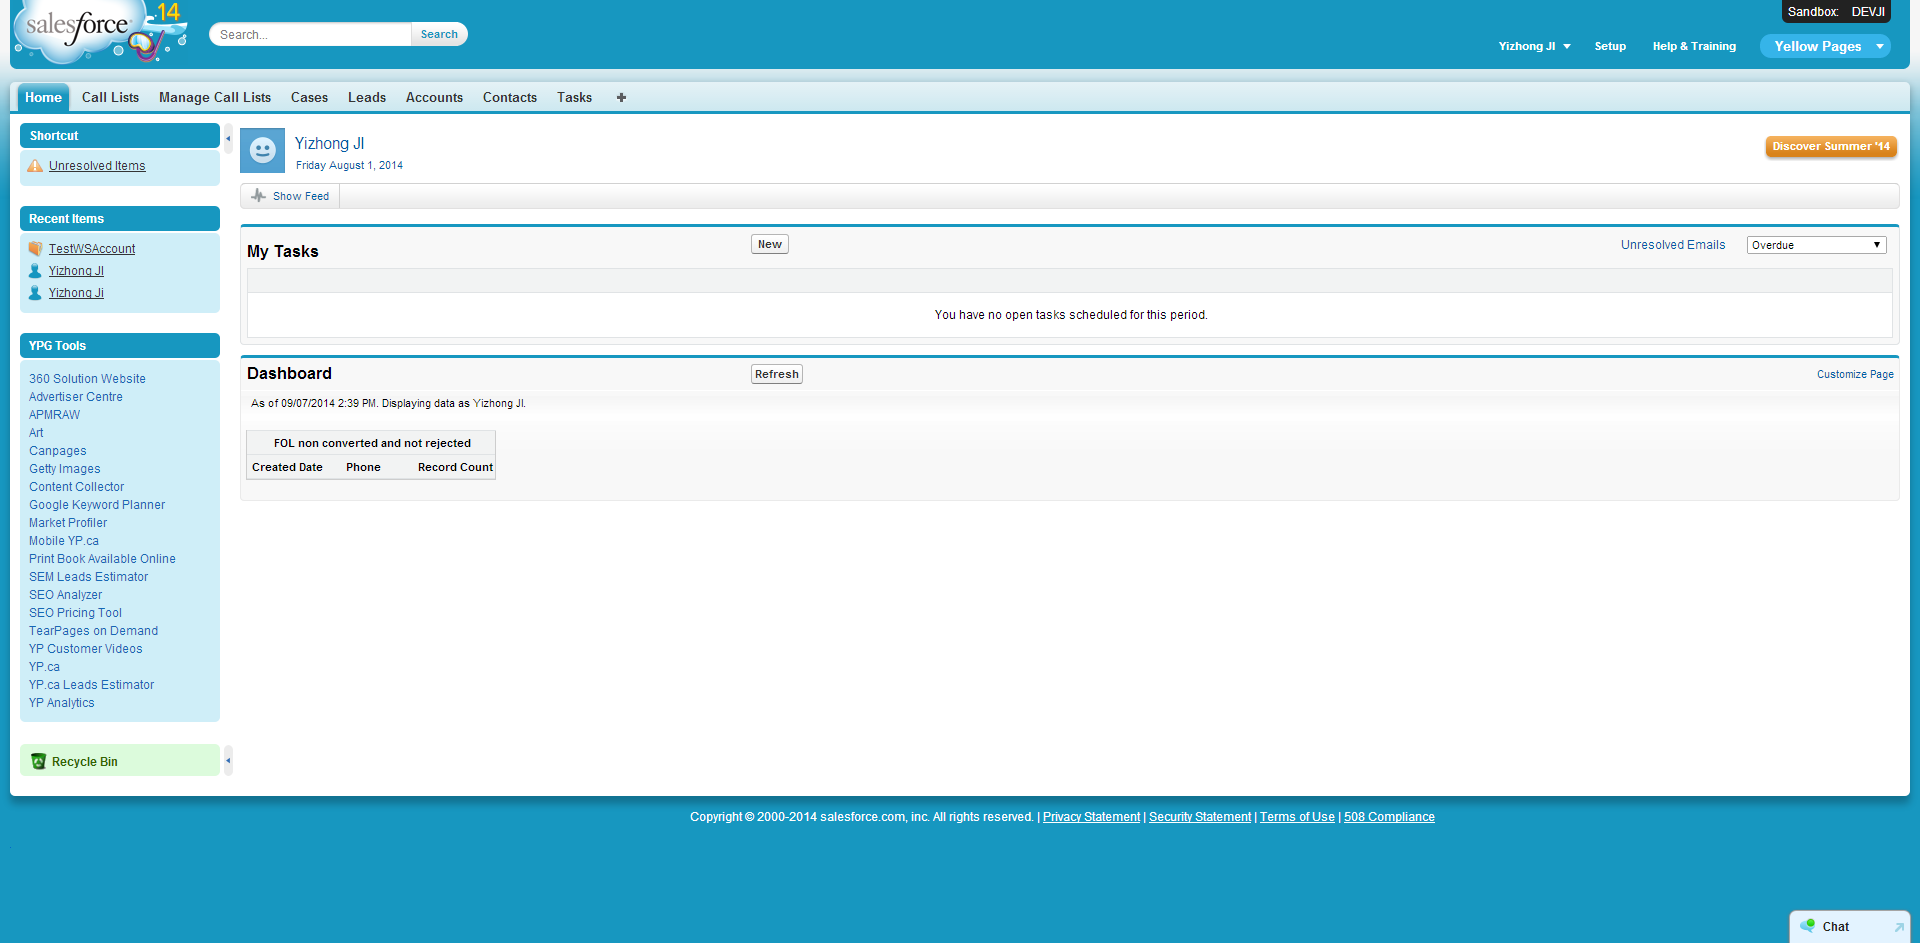 salesforce
14
Search...
Search
Sandbox: DEVJI
Yizhong JI
Setup
Help & Training
Yellow Pages
Home
Call Lists
Manage Call Lists
Cases
Leads
Accounts
Contacts
Tasks
+
Shortcut
Unresolved Items
Recent Items
TestWSAccount
Yizhong JI
Yizhong Ji
YPG Tools
360 Solution Website
Advertiser Centre
APMRAW
Art
Canpages
Getty Images
Content Collector
Google Keyword Planner
Market Profiler
Mobile YP.ca
Print Book Available Online
SEM Leads Estimator
SEO Analyzer
SEO Pricing Tool
TearPages on Demand
YP Customer Videos
YP.ca
YP.ca Leads Estimator
YP Analytics
Recycle Bin
Yizhong JI
Friday August 1, 2014
Discover Summer '14
Show Feed
My Tasks
New
Unresolved Emails
Overdue
You have no open tasks scheduled for this period.
Dashboard
Refresh
Customize Page
As of 09/07/2014 2:39 PM. Displaying data as Yizhong JI.
FOL non converted and not rejected
Created Date Phone Record Count
Copyright © 2000-2014 salesforce.com, inc. All rights reserved. | Privacy Statement | Security Statement | Terms of Use | 508 Compliance
Chat